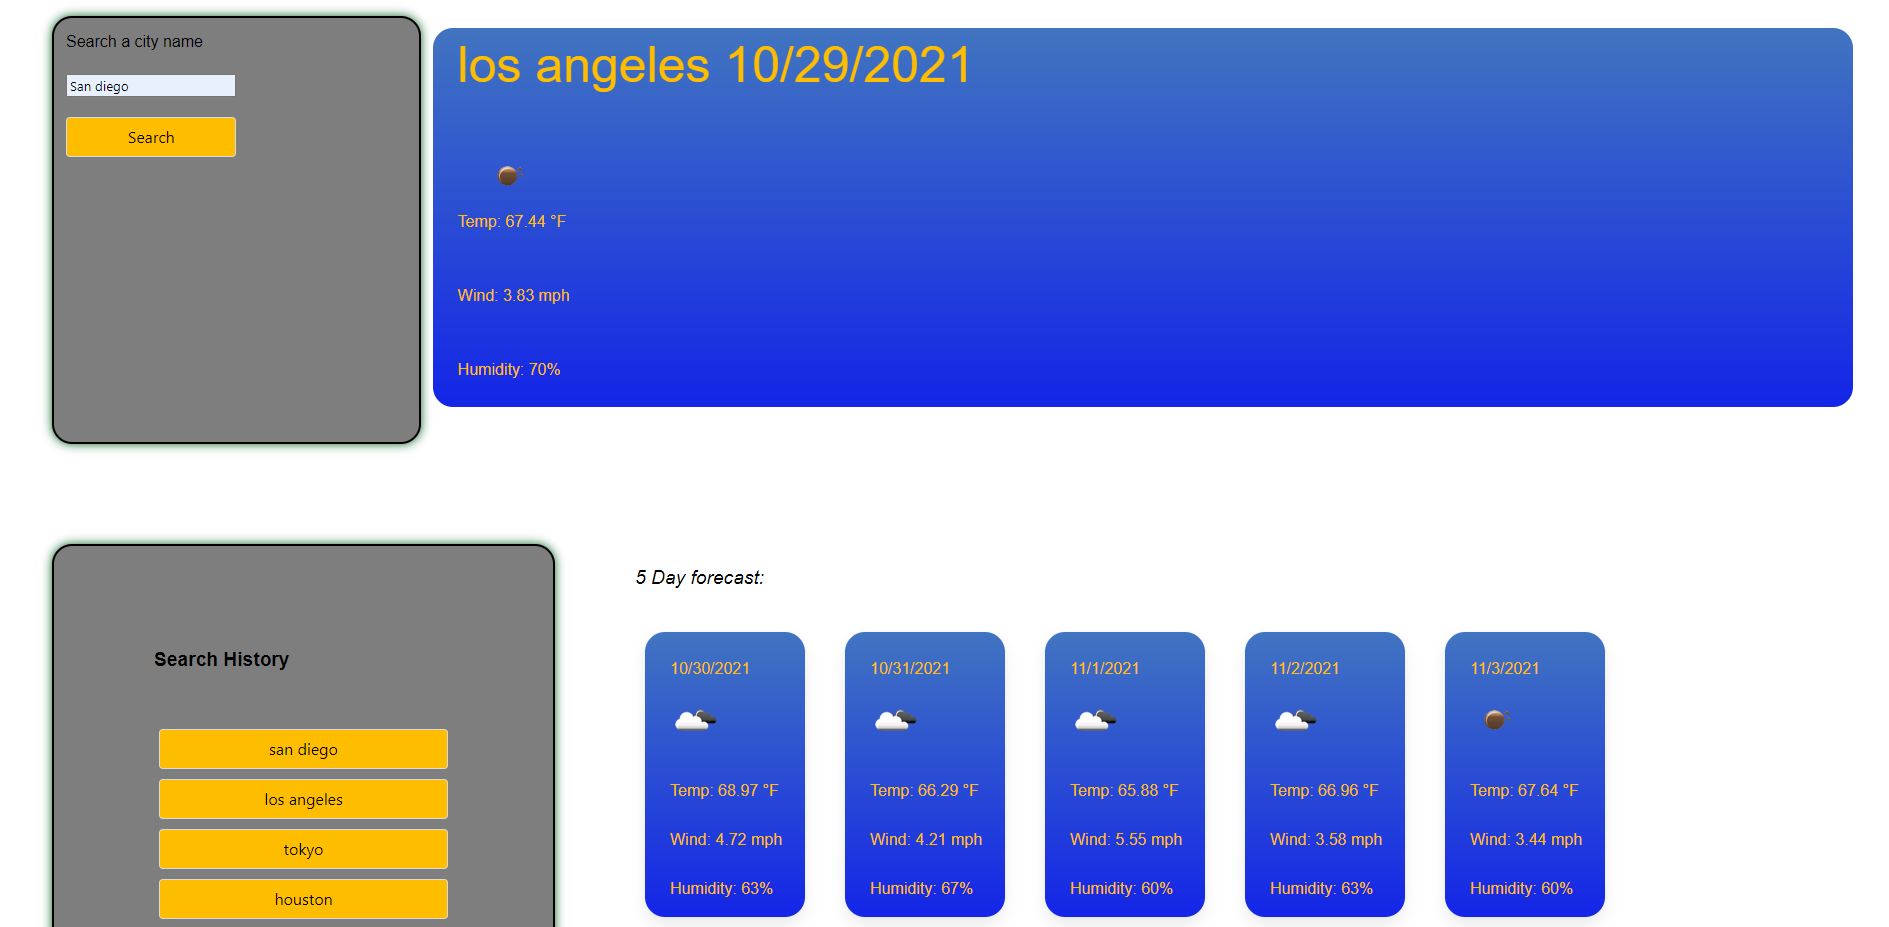 Search a city name
San diego
Search
los angeles 10/29/2021
Temp: 67.44 °F
Wind: 3.83 mph
Humidity: 70%
Search History
san diego
los angeles
tokyo
houston
5 Day forecast:
10/30/2021
Temp: 68.97 °F
Wind: 4.72 mph
Humidity: 63%
10/31/2021
Temp: 66.29 °F
Wind: 4.21 mph
Humidity: 67%
11/1/2021
Temp: 65.88 °F
Wind: 5.55 mph
Humidity: 60%
11/2/2021
Temp: 66.96 °F
Wind: 3.58 mph
Humidity: 63%
11/3/2021
Temp: 67.64 °F
Wind: 3.44 mph
Humidity: 60%